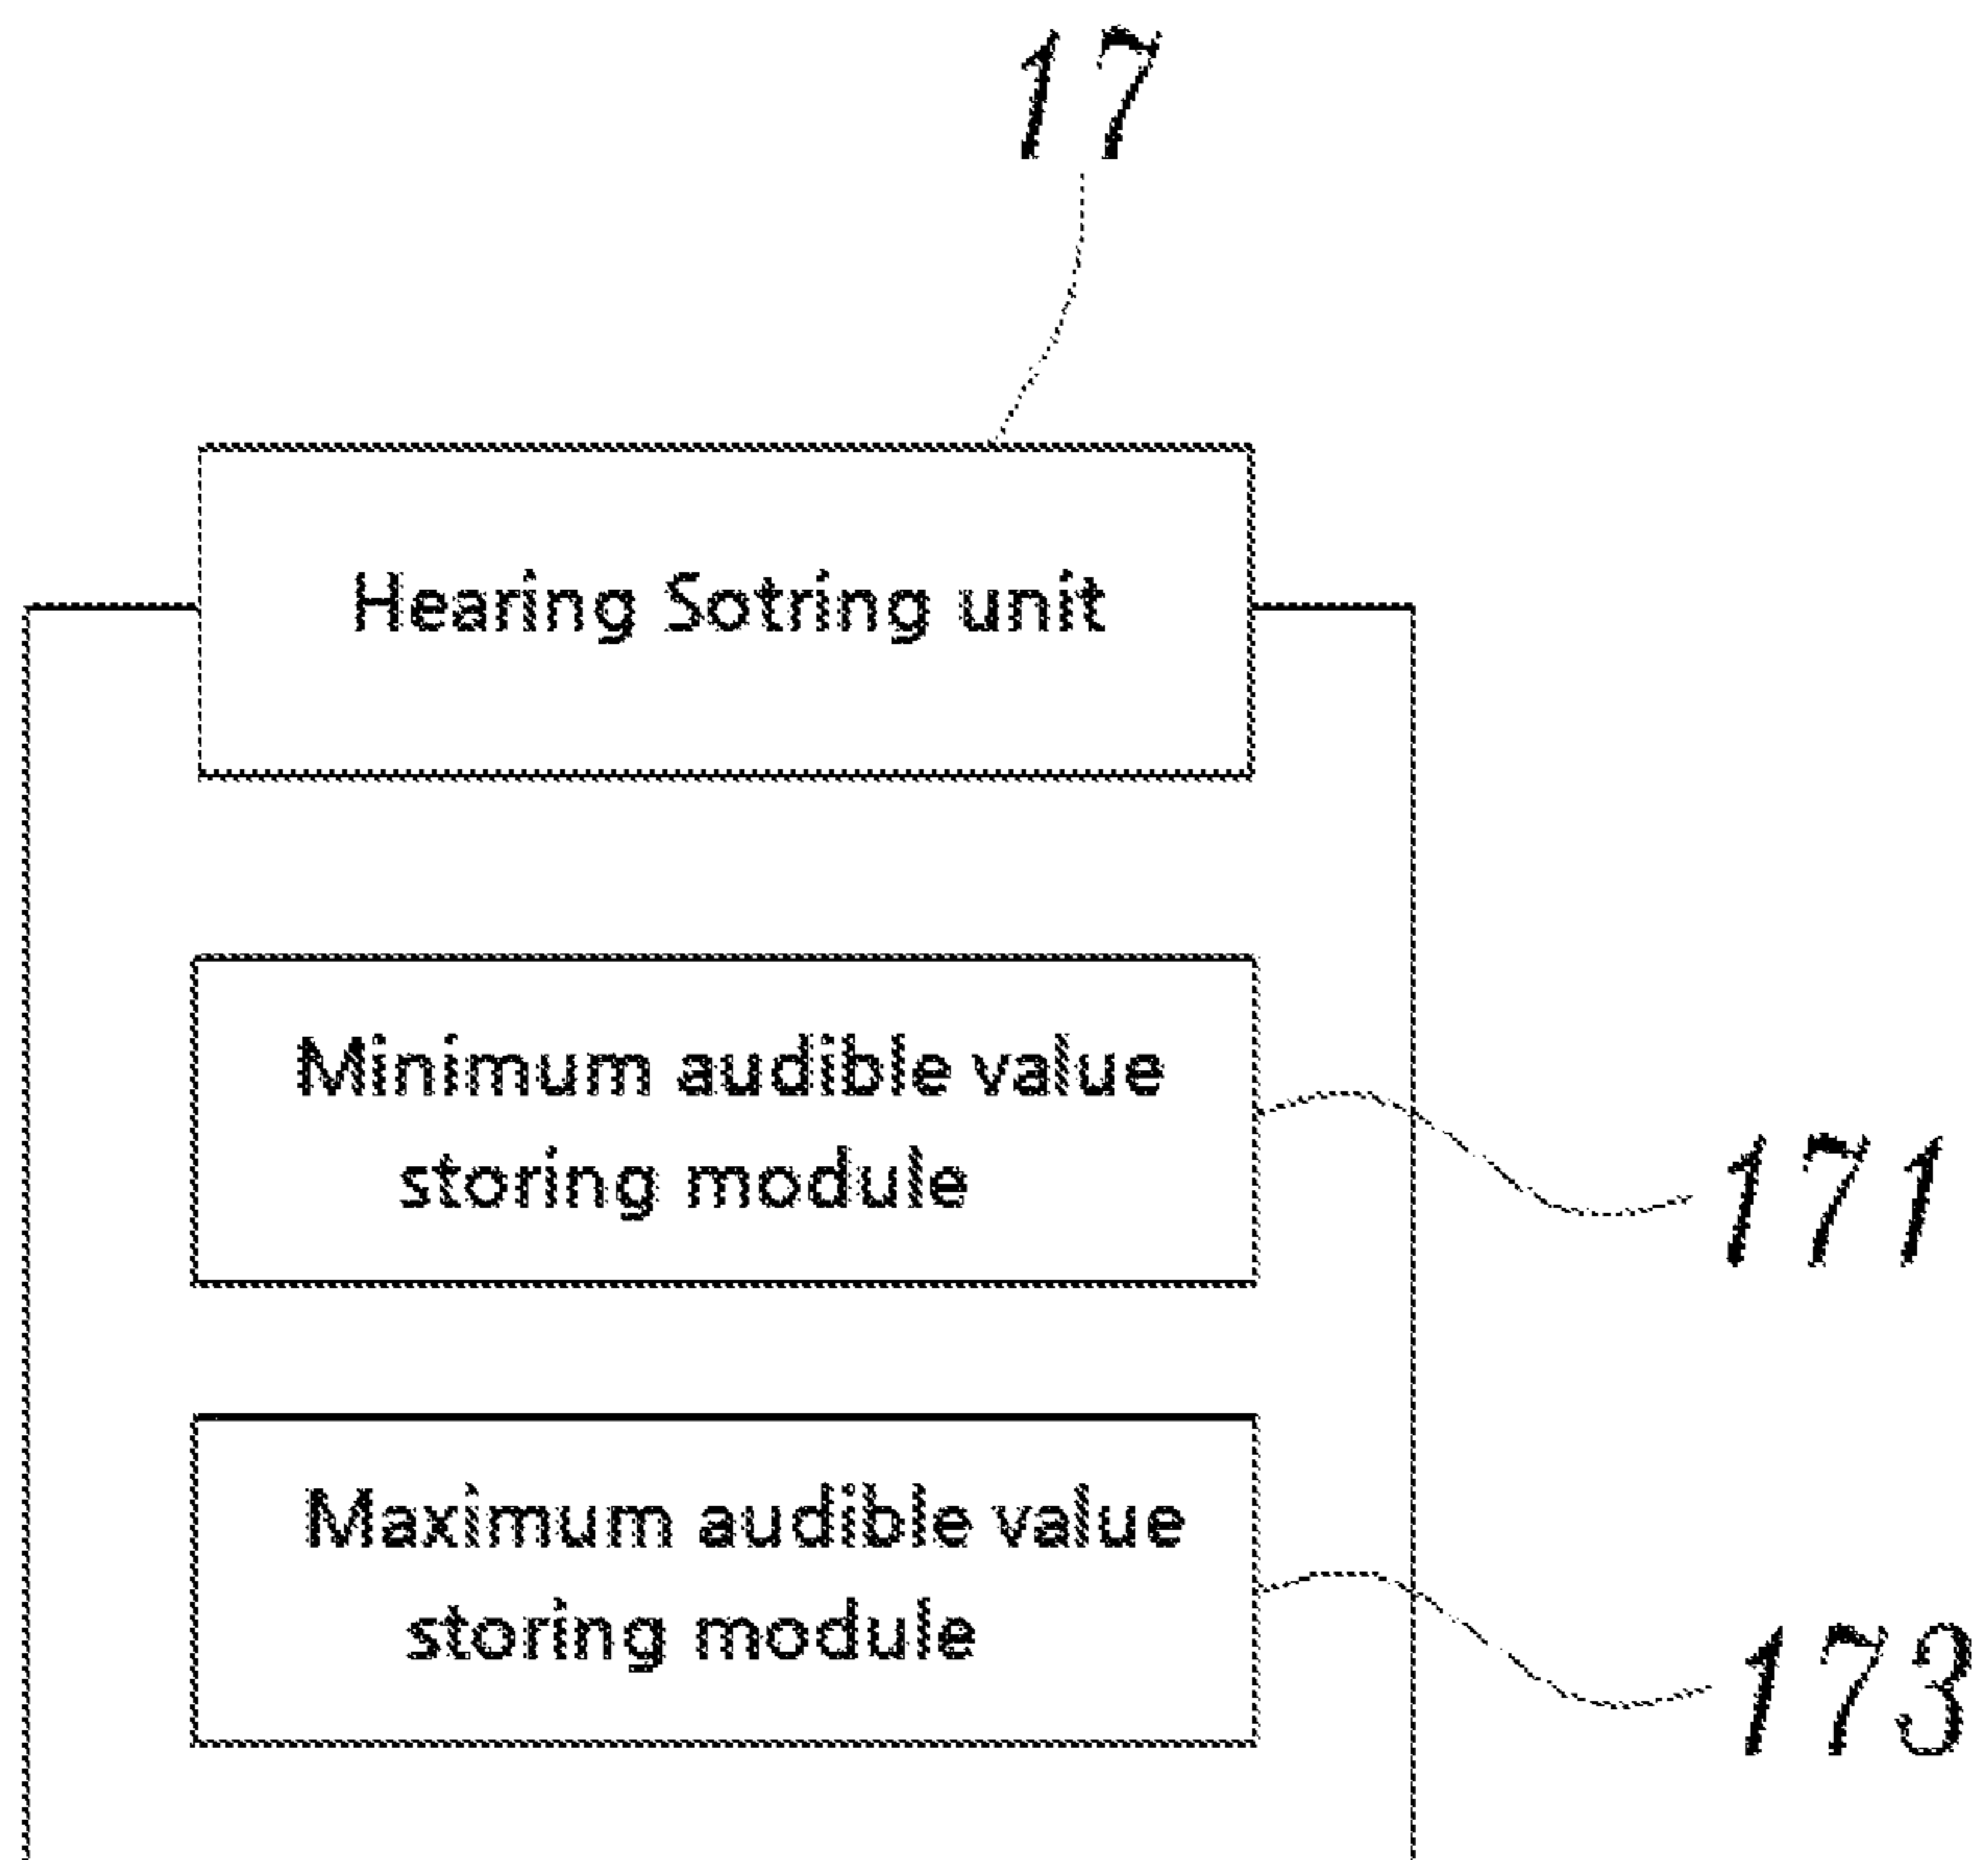 17
Hearing Sotring unit
Minimum audible value
storing module
171
Maximum audible value
storing module
173